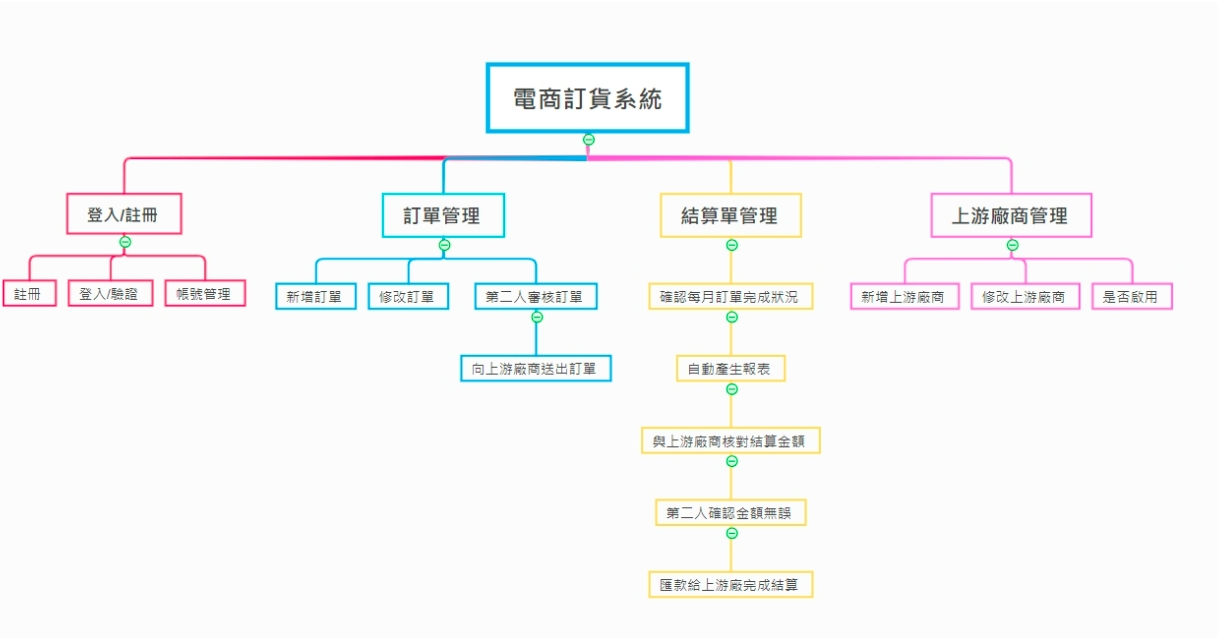 電商訂貨系統
登入/註冊
訂單管理
結算單管理
上游廠商管理
註冊
登入/驗證
帳號管理
新增訂單
修改訂單
第二人審核訂單
確認每月訂單完成狀況
新增上游廠商
修改上游廠商
是否啟用
向上游廠商送出訂單
自動產生報表
與上游廠商核對結算金額
第二人確認金額無誤
匯款給上游廠完成結算